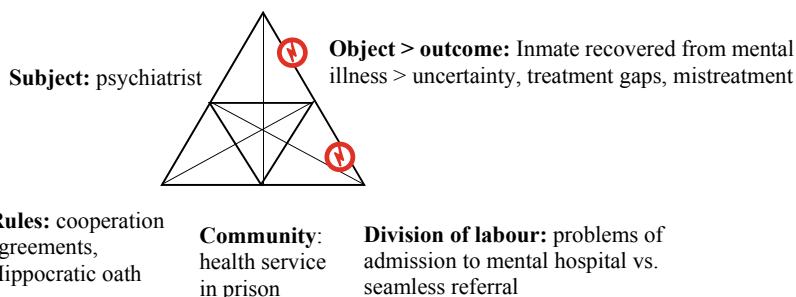 Object > outcome: Inmate recovered from mental
Subject: psychiatrist
illness > uncertainty, treatment gaps, mistreatment
Rules: cooperation
greements,
Hippocratic oath
Community:
health service
in prison
Division of labour: problems of
admission to mental hospital vs.
seamless referral